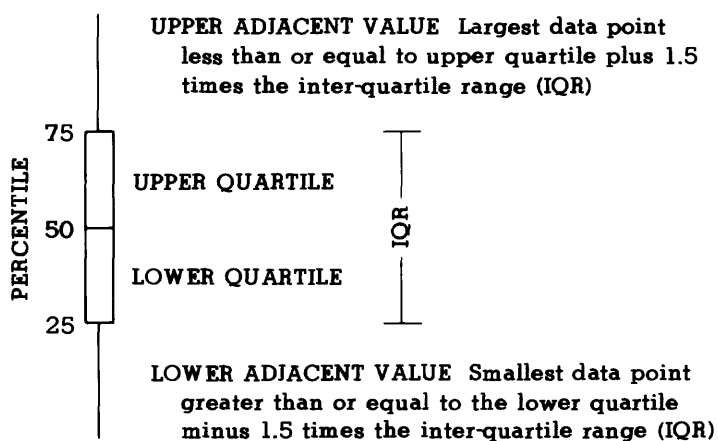 UPPER ADJACENT VALUE Largest data point
less than or equal to upper quartile plus 1.5
times the inter-quartile range (IQR)
75
UPPER QUARTILE
PERCENTILE
50
IQR
LOWER QUARTILE
25
LOWER ADJACENT VALUE Smallest data point
greater than or equal to the lower quartile
minus 1.5 times the inter-quartile range (IQR)